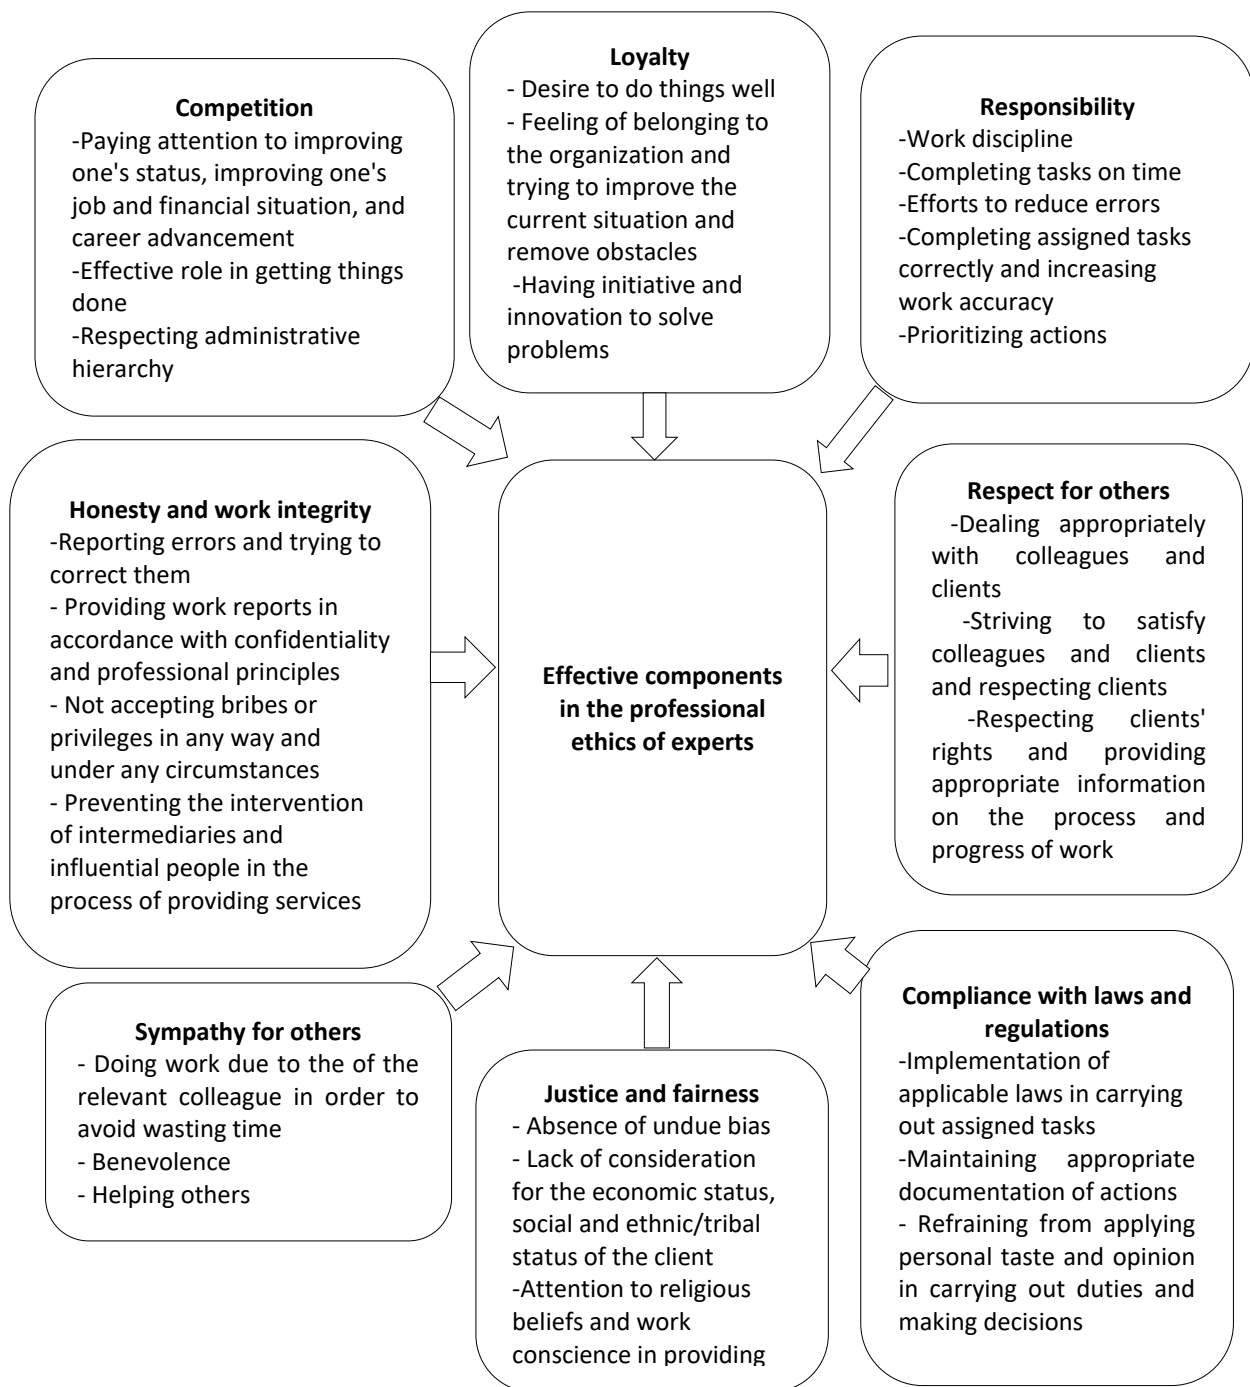 Competition
-Paying attention to improving
one's status, improving one's
job and financial situation, and
career advancement
-Effective role in getting things
done
-Respecting administrative
hierarchy
Loyalty
- Desire to do things well
- Feeling of belonging to
the organization and
trying to improve the
current situation and
remove obstacles
-Having initiative and
innovation to solve
problems
Responsibility
-Work discipline
-Completing tasks on time
-Efforts to reduce errors
-Completing assigned tasks
correctly and increasing
work accuracy
-Prioritizing actions
Honesty and work integrity
-Reporting errors and trying to
correct them
- Providing work reports in
accordance with confidentiality
and professional principles
- Not accepting bribes or
privileges in any way and
under any circumstances
- Preventing the intervention
of intermediaries and
influential people in the
process of providing services
Effective components
in the professional
ethics of experts
Respect for others
-Dealing appropriately
with colleagues and
clients
-Striving to satisfy
colleagues and clients
and respecting clients
-Respecting clients'
rights and providing
appropriate information
on the process and
progress of work
Sympathy for others
- Doing work due to the of the
relevant colleague in order to
avoid wasting time
- Benevolence
- Helping others
Justice and fairness
- Absence of undue bias
- Lack of consideration
for the economic status,
social and ethnic/tribal
status of the client
-Attention to religious
beliefs and work
conscience in providing
Compliance with laws and
regulations
-Implementation of
applicable laws in carrying
out assigned tasks
-Maintaining appropriate
documentation of actions
- Refraining from applying
personal taste and opinion
in carrying out duties and
making decisions